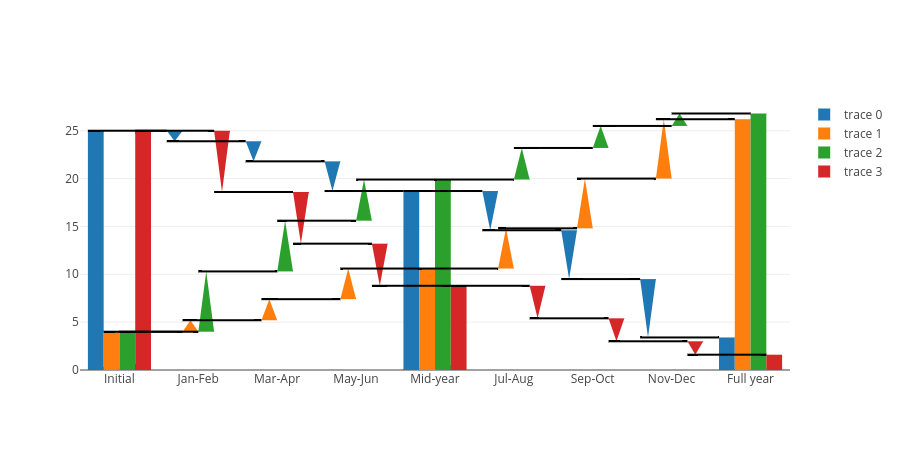 trace 0
trace 1
trace 2
trace 3
25
20
15
10
5
0
Initial
Jan-Feb
Mar-Apr
May-Jun
Mid-year
Jul-Aug
Sep-Oct
Nov-Dec
Full year